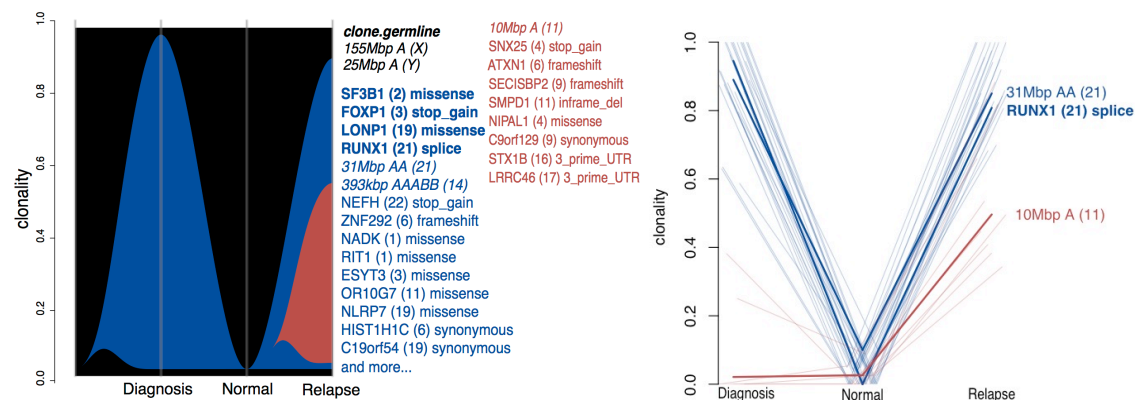 1.0
0.8
0.6
0.4
0.2
0.0
clonality
Diagnosis
Normal
Relapse
clone.germline
155Mbp A (X)
25Mbp A (Y)
SF3B1 (2) missense
FOXP1 (3) stop_gain
LONP1 (19) missense
RUNX1 (21) splice
31Mbp AA (21)
393kbp AAABB (14)
NEFH (22) stop_gain
ZNF292 (6) frameshift
NADK (1) missense
RIT1 (1) missense
ESYT3 (3) missense
OR10G7 (11) missense
NLRP7 (19) missense
HIST1H1C (6) synonymous
C19orf54 (19) synonymous
and more...
10Mbp A (11)
SNX25 (4) stop_gain
ATXN1 (6) frameshift
SECISBP2 (9) frameshift
SMPD1 (11) inframe_del
NIPAL1 (4) missense
C9orf129 (9) synonymous
STX1B (16) 3_prime_UTR
LRRC46 (17) 3_prime_UTR
1.0
0.8
0.6
0.4
0.2
0.0
clonality
Diagnosis
Normal
Relapse
31Mbp AA (21)
RUNX1 (21) splice
10Mbp A (11)